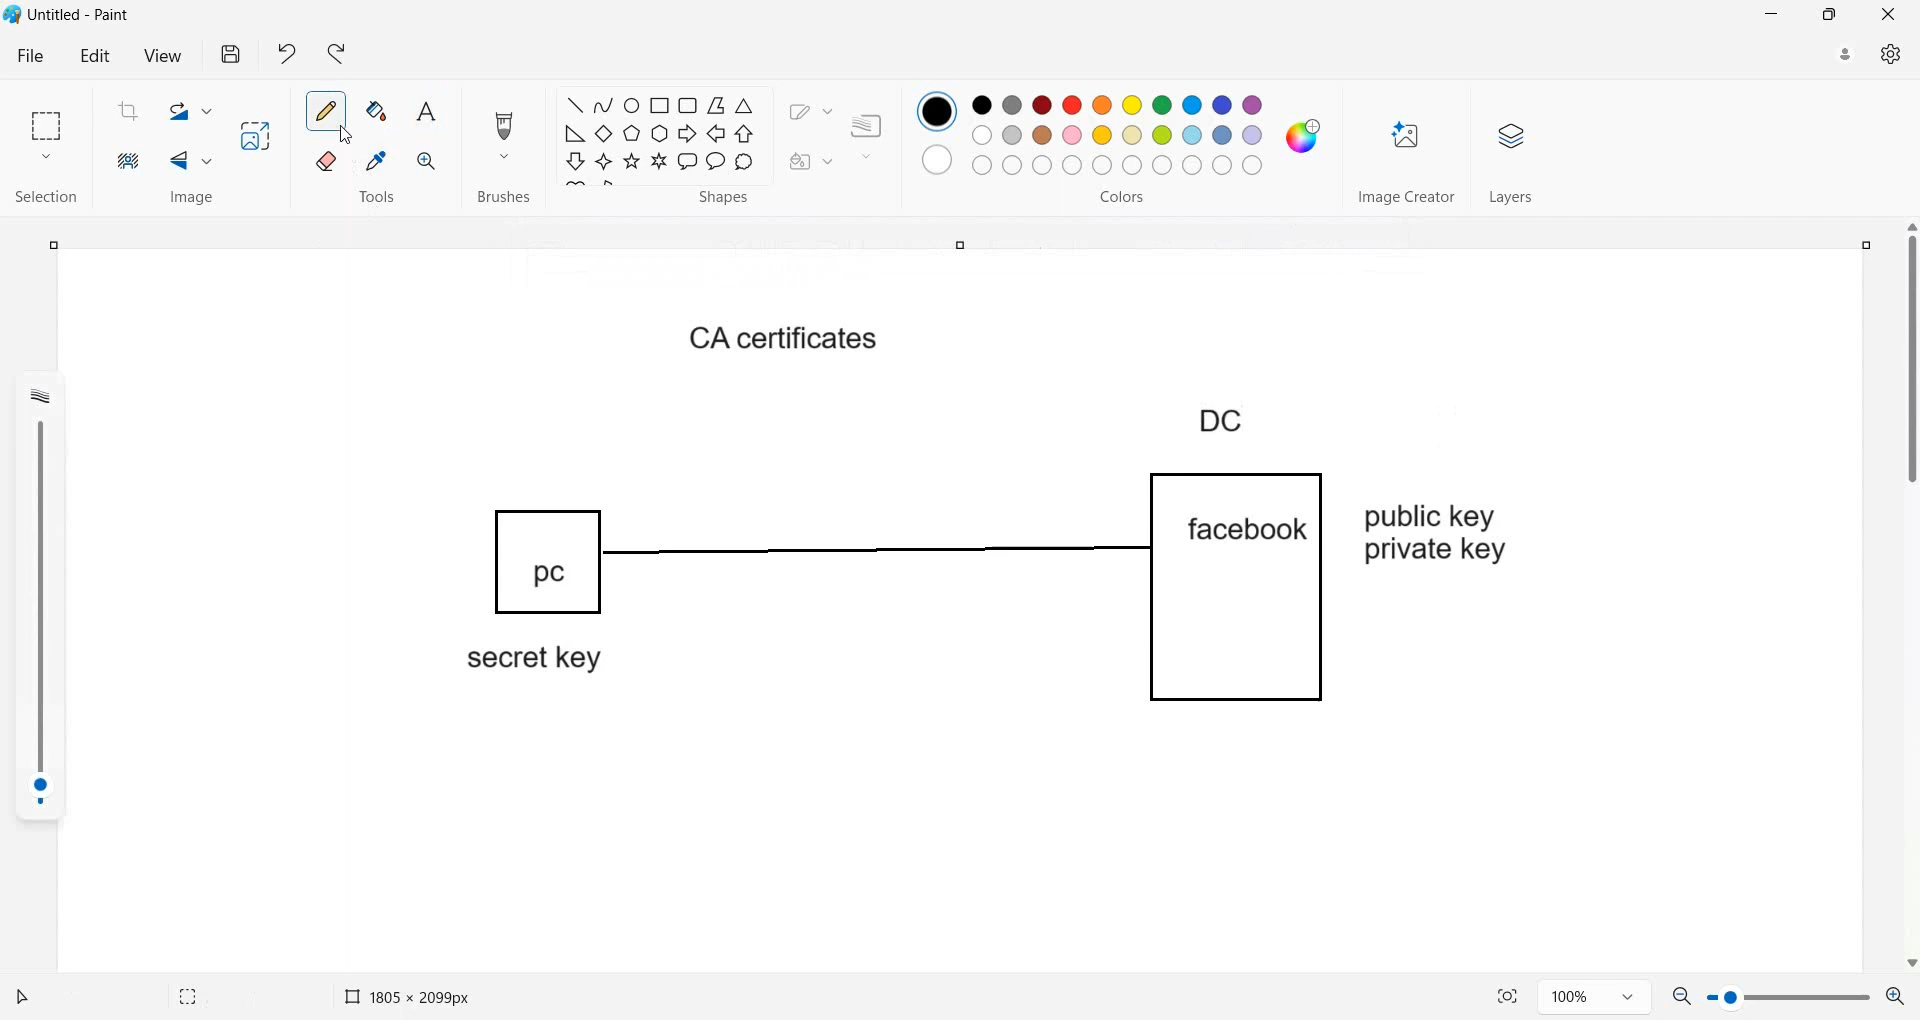 Untitled - Paint
File Edit View
Selection
Image
Tools
Brushes
Shapes
Colors
Image Creator
Layers
CA certificates
DC
facebook
public key
private key
pc
secret key
1805 × 2099px
100%